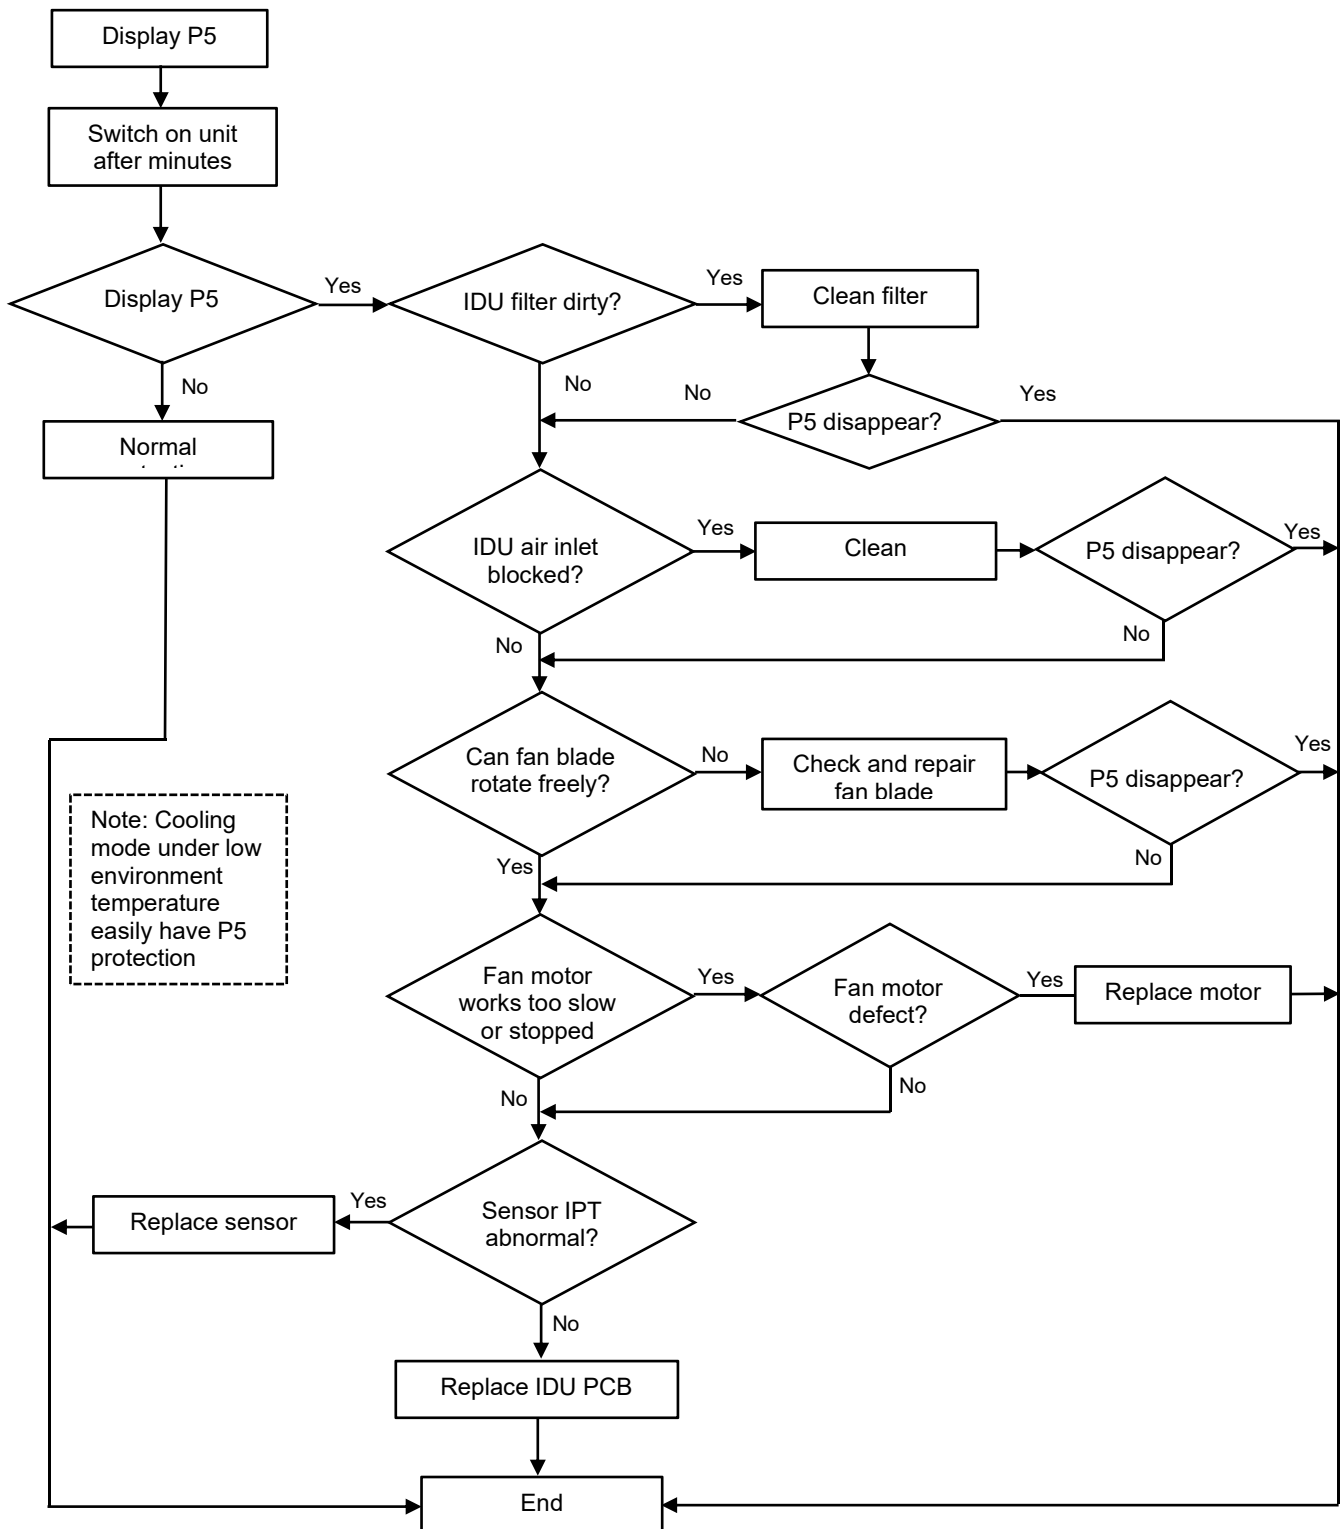 Display P5
Switch on unit
after minutes
Display P5
Yes
IDU filter dirty?
Yes
Clean filter
No
No
No
Yes
P5 disappear?
Normal
IDU air inlet
blocked?
Yes
Clean
P5 disappear?
Yes
No
No
Can fan blade
rotate freely?
No
Check and repair
fan blade
P5 disappear?
Yes
Note: Cooling
mode under low
environment
temperature
easily have P5
protection
Yes
No
Fan motor
works too slow
or stopped
Yes
Fan motor
defect?
Yes
Replace motor
No
No
Replace sensor
Yes
Sensor IPT
abnormal?
No
Replace IDU PCB
End